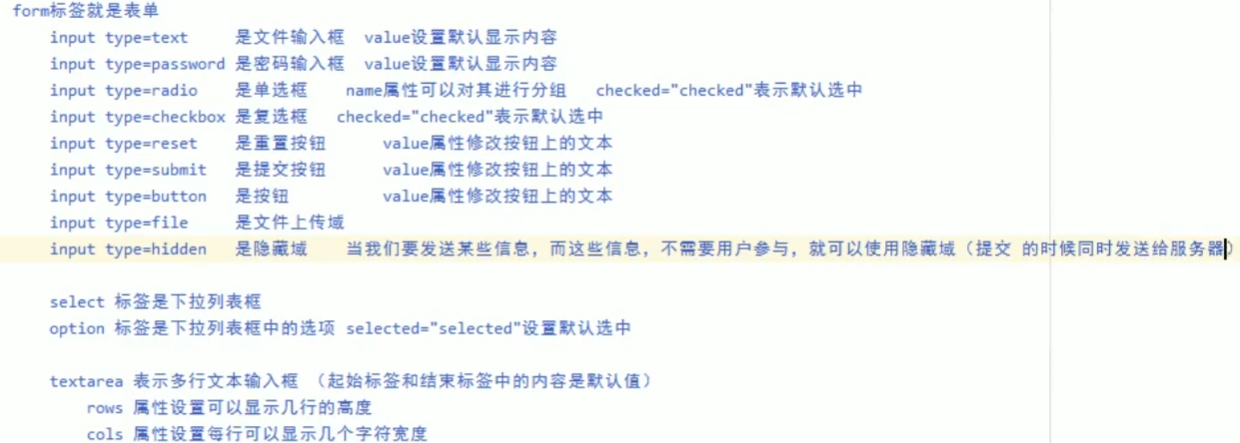 form标签就是表单
input type=text 是文件输入框 value设置默认显示内容
input type=password 是密码输入框 value设置默认显示内容
input type=radio 是单选框 name属性可以对其进行分组 checked="checked"表示默认选中
input type=checkbox 是复选框 checked="checked"表示默认选中
input type=reset 是重置按钮 value属性修改按钮上的文本
input type=submit 是提交按钮 value属性修改按钮上的文本
input type=button 是按钮 value属性修改按钮上的文本
input type=file 是文件上传域
input type=hidden 是隐藏域 当我们要发送某些信息，而这些信息，不需要用户参与，就可以使用隐藏域（提交 的时候同时发送给服务器）
select 标签是下拉列表框
option 标签是下拉列表框中的选项 selected="selected"设置默认选中
textarea 表示多行文本输入框 （起始标签和结束标签中的内容是默认值）
rows 属性设置可以显示几行的高度
cols 属性设置每行可以显示几个字符宽度